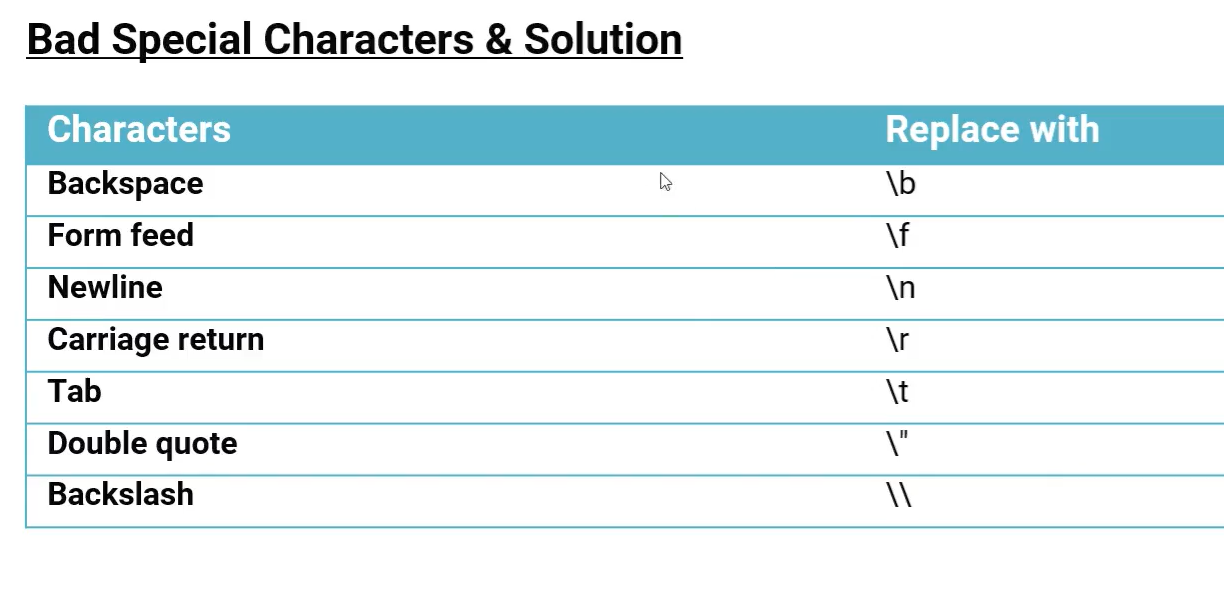 Bad Special Characters & Solution
Characters Replace with
Backspace \b
Form feed \f
Newline \n
Carriage return \r
Tab \t
Double quote \"
Backslash \\